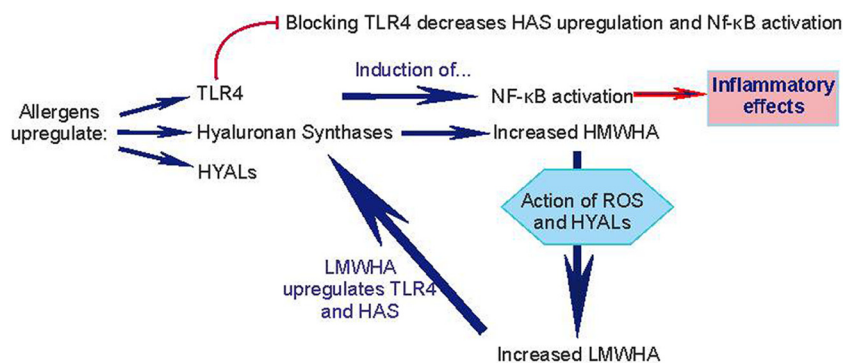 Blocking TLR4 decreases HAS upregulation and Nf-κB activation
Induction of...
Inflammatory
effects
TLR4
NF-κB activation
Allergens
upregulate:
Hyaluronan Synthases
Increased HMWHA
HYALs
Action of ROS
and HYALs
LMWHA
upregulates TLR4
and HAS
Increased LMWHA